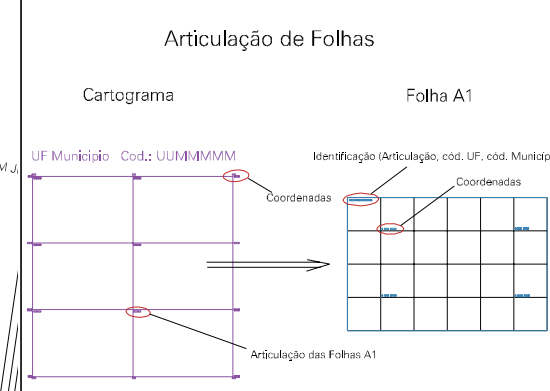 Articulação de Folhas
Cartograma
Folha A1
UF Municipio Cod.: UUMMMMM
Identificação (Articulação, cód. UF, cód. Municíp
Coordenadas
Coordenadas
Articulação das Folhas A1